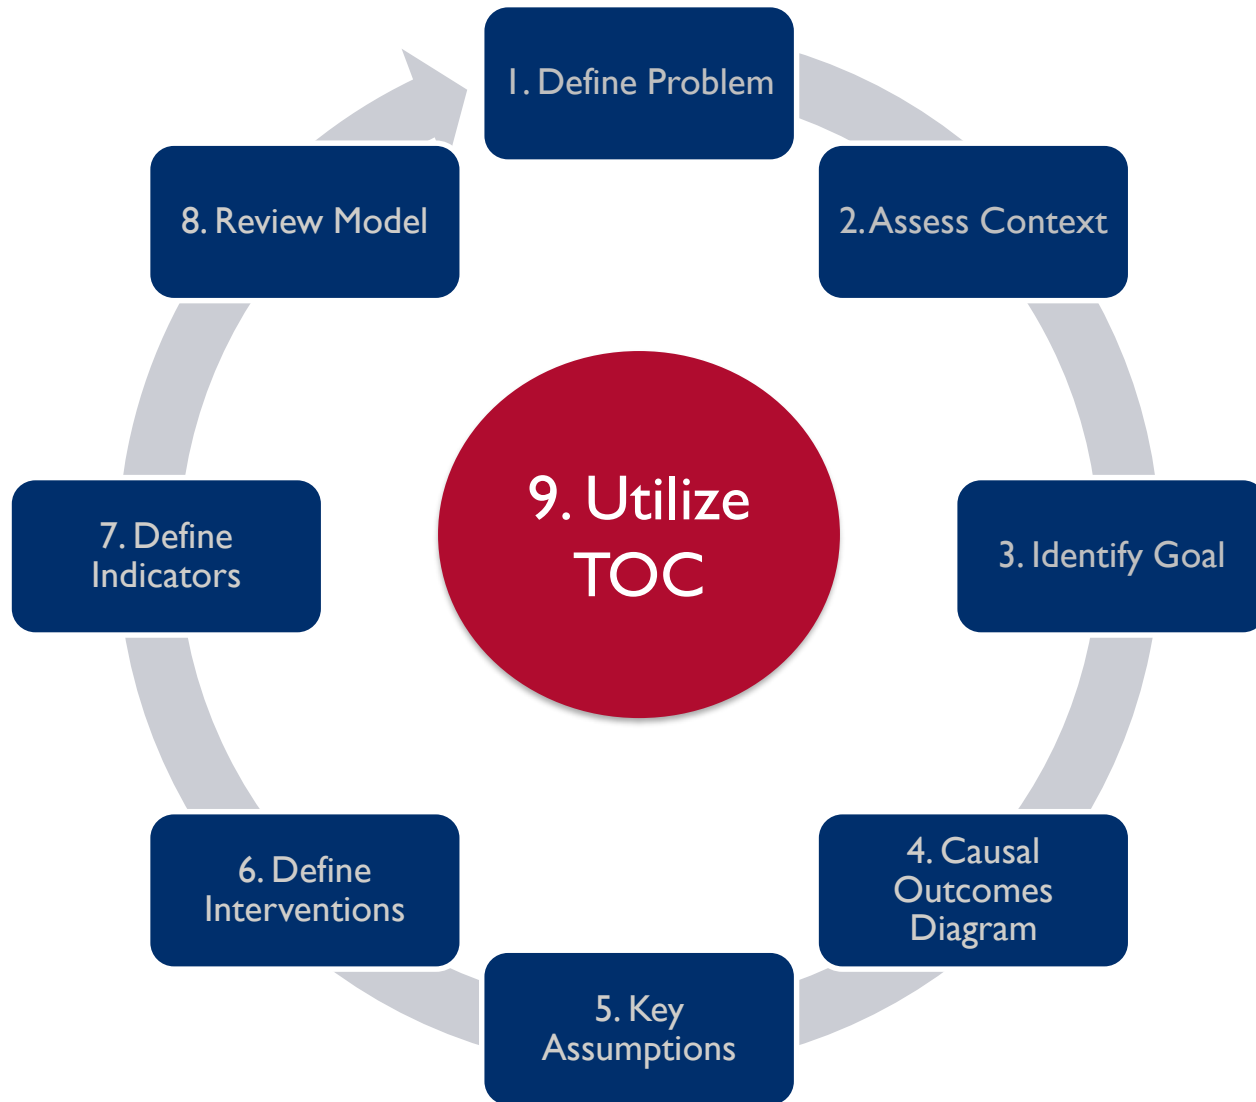 1. Define Problem
2. Assess Context
3. Identify Goal
4. Causal
Outcomes
Diagram
5. Key
Assumptions
6. Define
Interventions
7. Define
Indicators
8. Review Model
9. Utilize
TOC